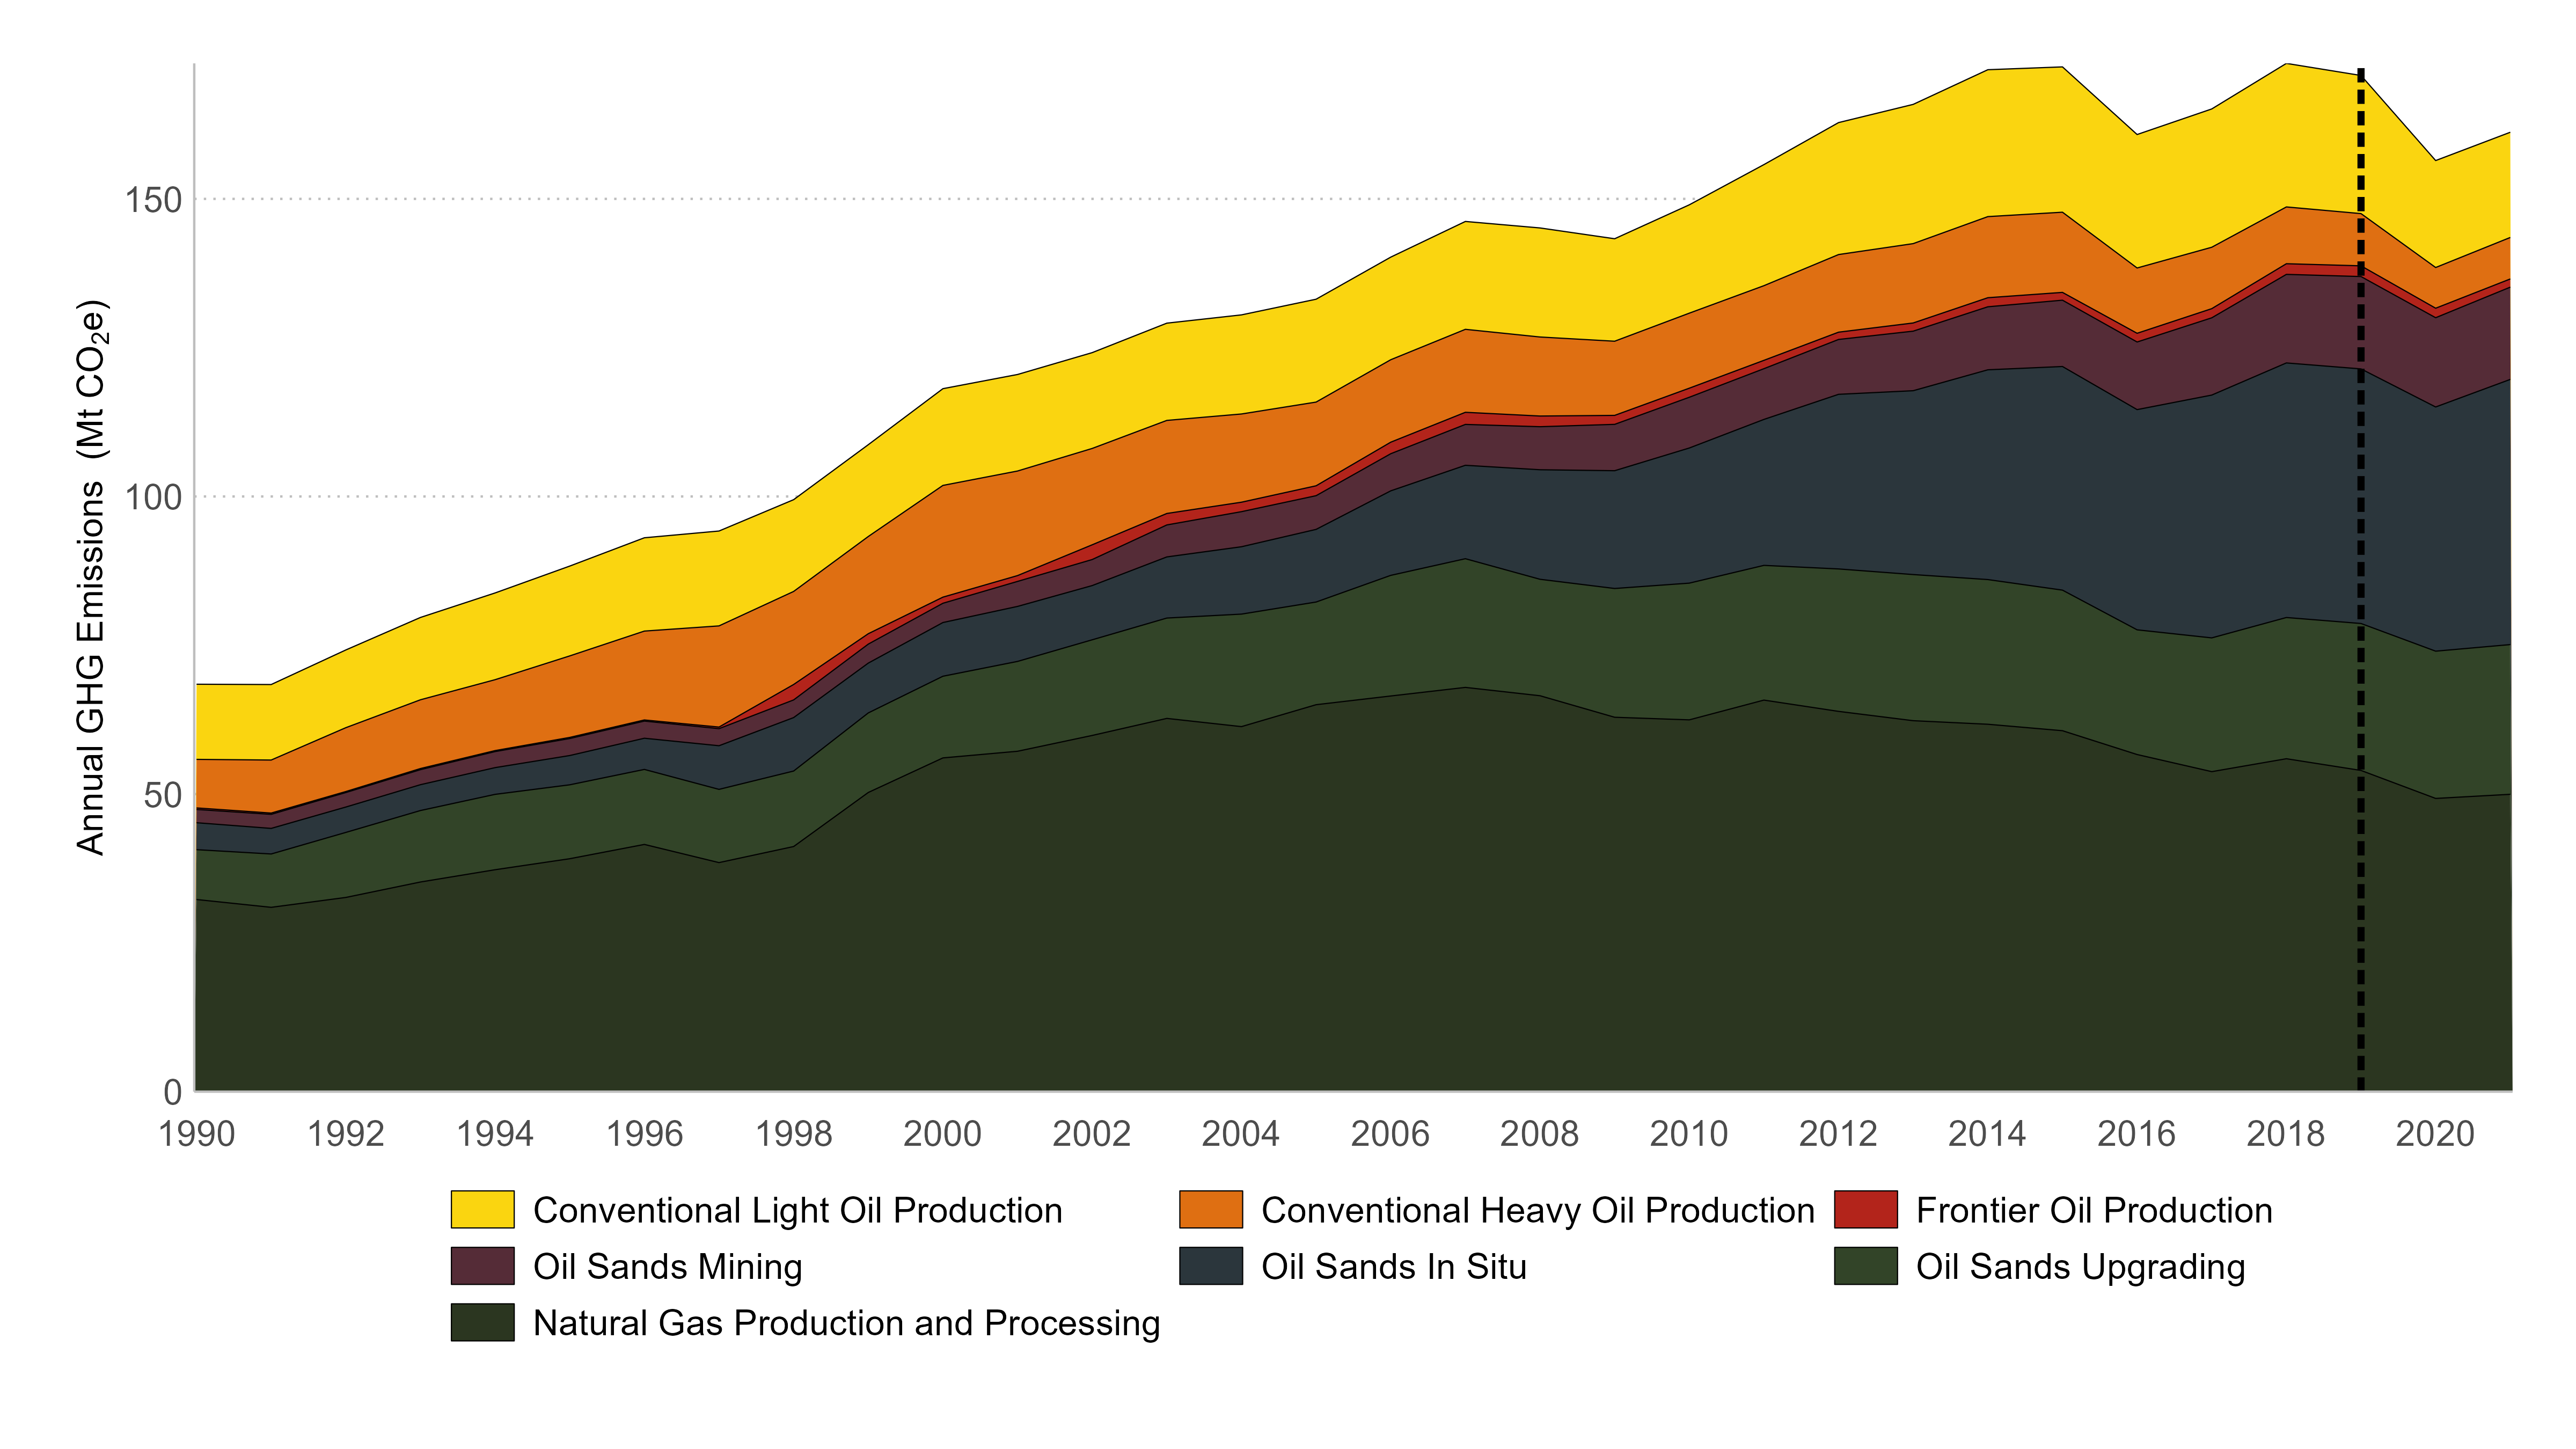 Annual GHG Emissions (Mt CO₂e)
150
100
50
0
1990 1992 1994 1996 1998 2000 2002 2004 2006 2008 2010 2012 2014 2016 2018 2020
Conventional Light Oil Production Conventional Heavy Oil Production Frontier Oil Production
Oil Sands Mining Oil Sands In Situ Oil Sands Upgrading
Natural Gas Production and Processing